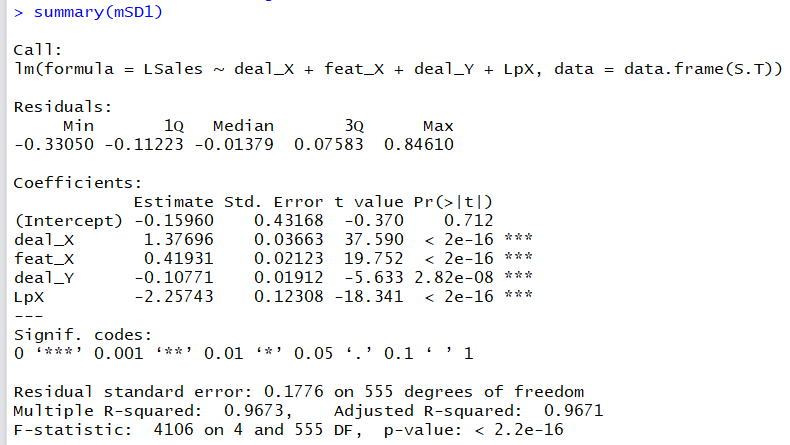 > summary(mSD1)
Call:
lm(formula = LSales ~ deal_X + feat_X + deal_Y + LpX, data = data.frame(S.T))
Residuals:
     Min       1Q   Median       3Q      Max
-0.33050 -0.11223 -0.01379  0.07583  0.84610
Coefficients:
            Estimate Std. Error t value Pr(>|t|)
(Intercept) -0.15960    0.43168  -0.370    0.712
deal_X       1.37696    0.03663  37.590  < 2e-16 ***
feat_X       0.41931    0.02123  19.752  < 2e-16 ***
deal_Y      -0.10771    0.01912  -5.633 2.82e-08 ***
LpX         -2.25743    0.12308 -18.341  < 2e-16 ***
---
Signif. codes:
0 ‘***’ 0.001 ‘**’ 0.01 ‘*’ 0.05 ‘.’ 0.1 ‘ ’ 1
Residual standard error: 0.1776 on 555 degrees of freedom
Multiple R-squared:  0.9673,    Adjusted R-squared:  0.9671
F-statistic:  4106 on 4 and 555 DF,  p-value: < 2.2e-16